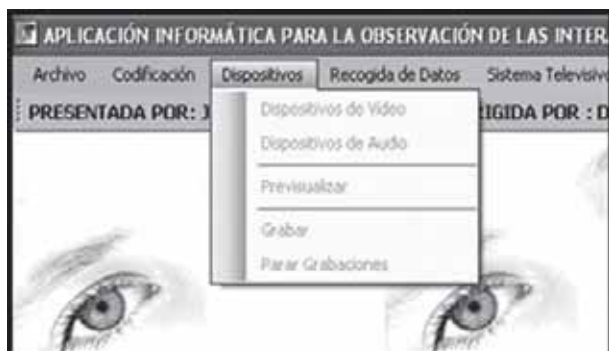 APLICACIÓN INFORMÁTICA PARA LA OBSERVACIÓN DE LAS INTER
Archivo Codificación Dispositivos Recogida de Datos Sistema Televisivo
PRESENTADA POR: J IGIDA POR : D
Dispositivos de Video
Dispositivos de Audio
Previsualizar
Grabar
Parar Grabaciones